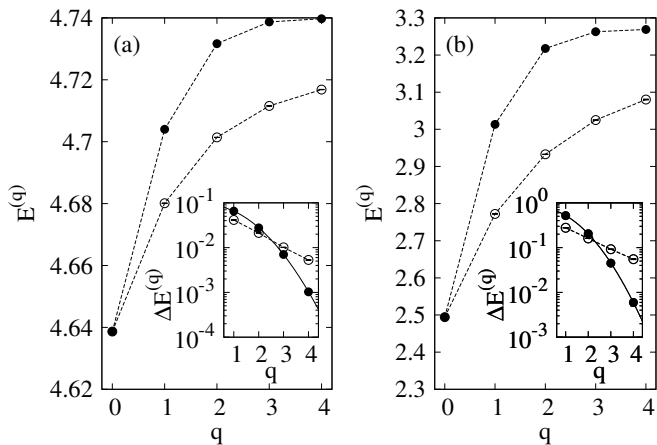 (a)
4.74
4.72
4.7
4.68
4.66
4.64
4.62
E^(q)
0 1 2 3 4
q
10^-1
10^-2
10^-3
10^-4
ΔE^(q)
1 2 3 4
q
(b)
3.3
3.2
3.1
3
2.9
2.8
2.7
2.6
2.5
2.4
2.3
E^(q)
0 1 2 3 4
q
10^0
10^-1
10^-2
10^-3
ΔE^(q)
1 2 3 4
q